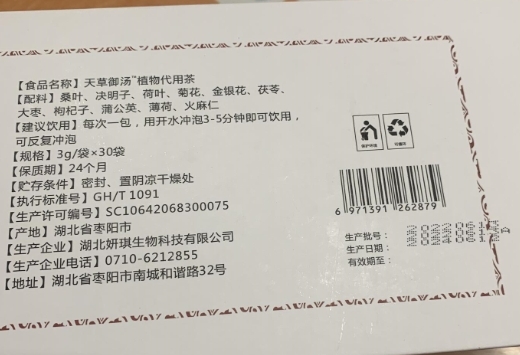 【食品名称】天草御汤™植物代用茶
【配料】桑叶、决明子、荷叶、菊花、金银花、茯苓、
大枣、枸杞子、蒲公英、薄荷、火麻仁
【建议饮用】每次一包，用开水冲泡3-5分钟即可饮用，
可反复冲泡
【规格】3g/袋×30袋
【保质期】24个月
【贮存条件】密封、置阴凉干燥处
【执行标准号】GH/T 1091
【生产许可编号】SC10642068300075
【产地】湖北省枣阳市
【生产企业】湖北妍琪生物科技有限公司
【生产企业电话】0710-6212855
【地址】湖北省枣阳市南城和谐路32号
6 971391 262879
生产批号：
生产日期：
有效期至：